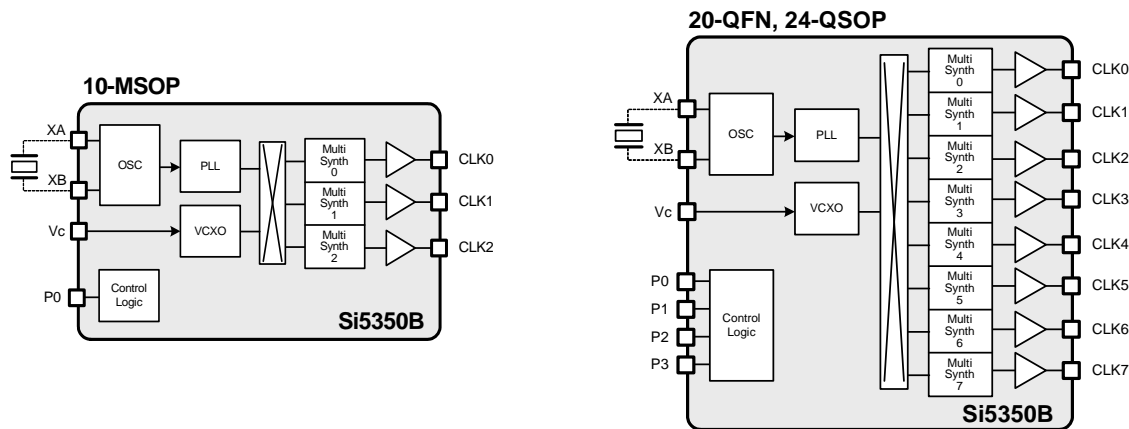 10-MSOP
XA
XB
Vc
P0
OSC
PLL
VCXO
Control
Logic
Multi
Synth
0
Multi
Synth
1
Multi
Synth
2
CLK0
CLK1
CLK2
Si5350B
20-QFN, 24-QSOP
XA
XB
Vc
P0
P1
P2
P3
OSC
PLL
VCXO
Control
Logic
Multi
Synth
0
Multi
Synth
1
Multi
Synth
2
Multi
Synth
3
Multi
Synth
4
Multi
Synth
5
Multi
Synth
6
Multi
Synth
7
CLK0
CLK1
CLK2
CLK3
CLK4
CLK5
CLK6
CLK7
Si5350B